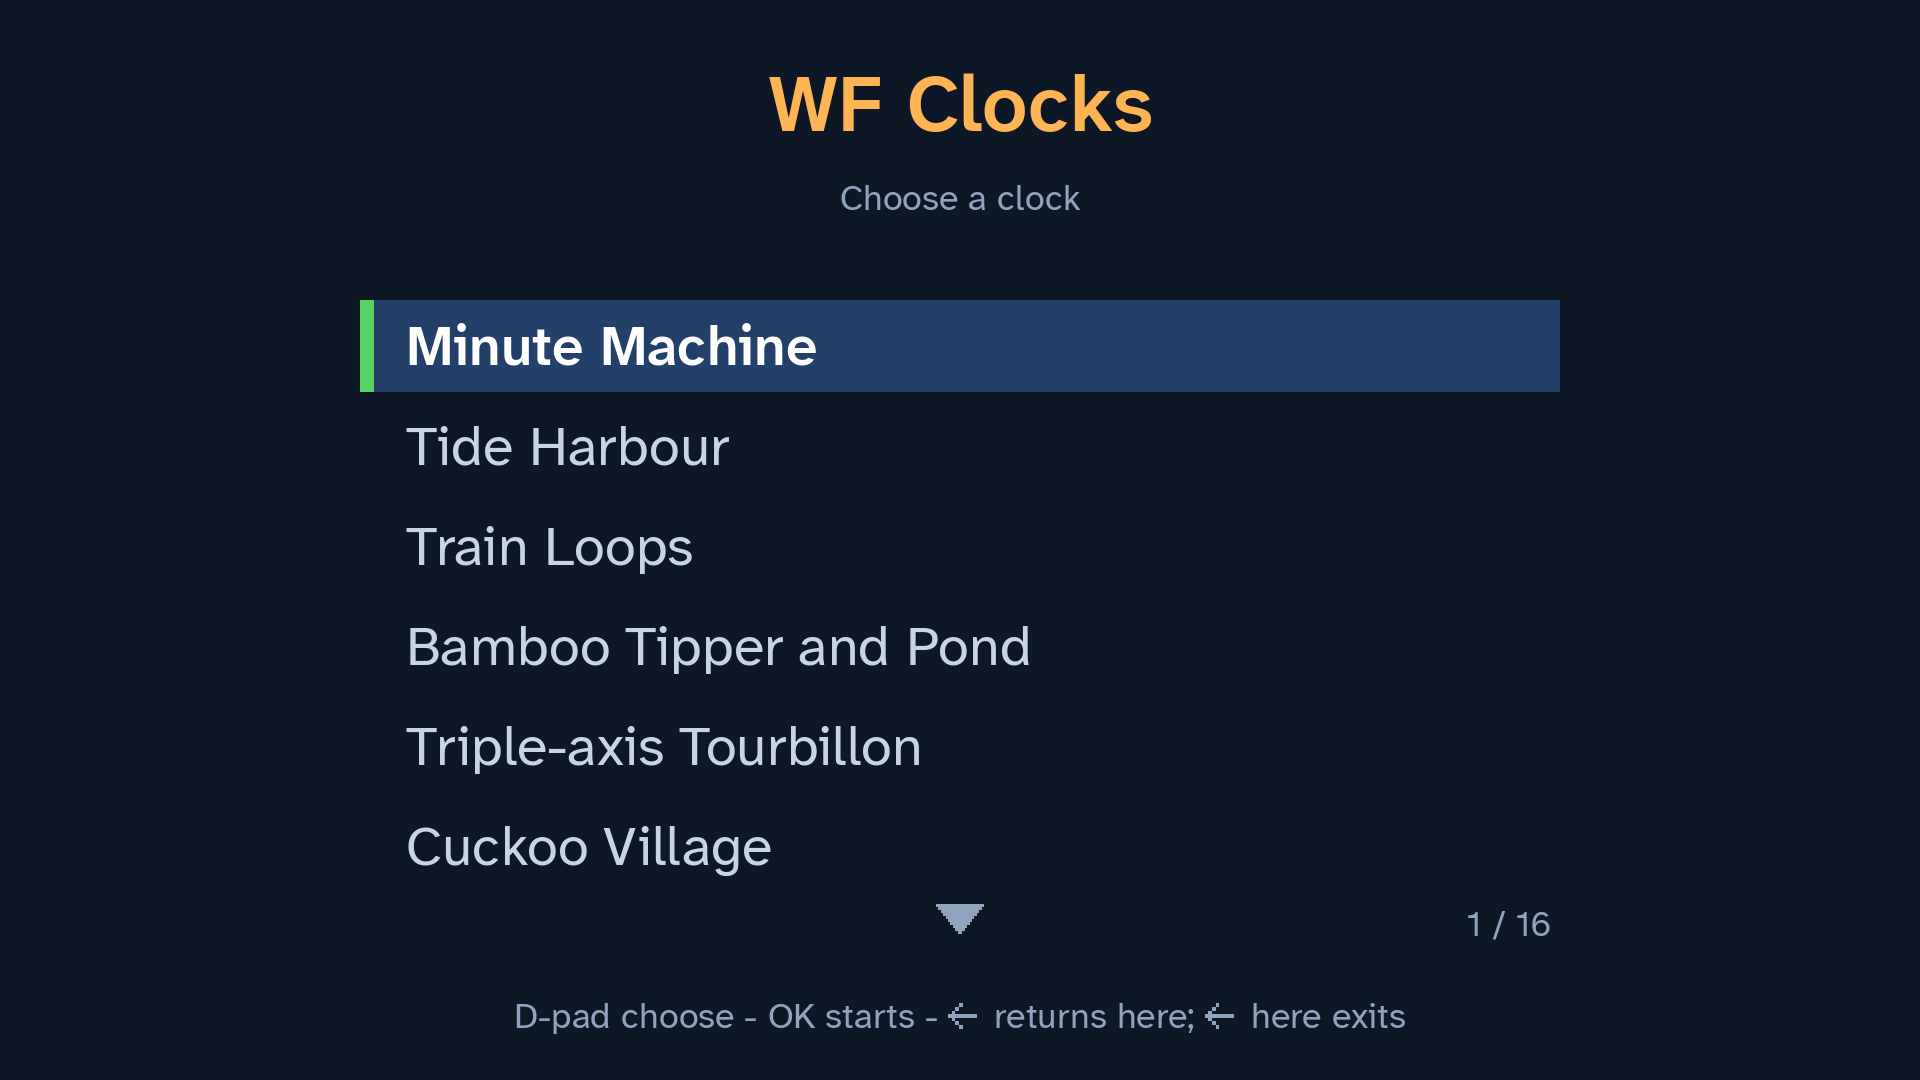 WF Clocks
Choose a clock
Minute Machine
Tide Harbour
Train Loops
Bamboo Tipper and Pond
Triple-axis Tourbillon
Cuckoo Village
1 / 16
D-pad choose - OK starts - ← returns here; ← here exits